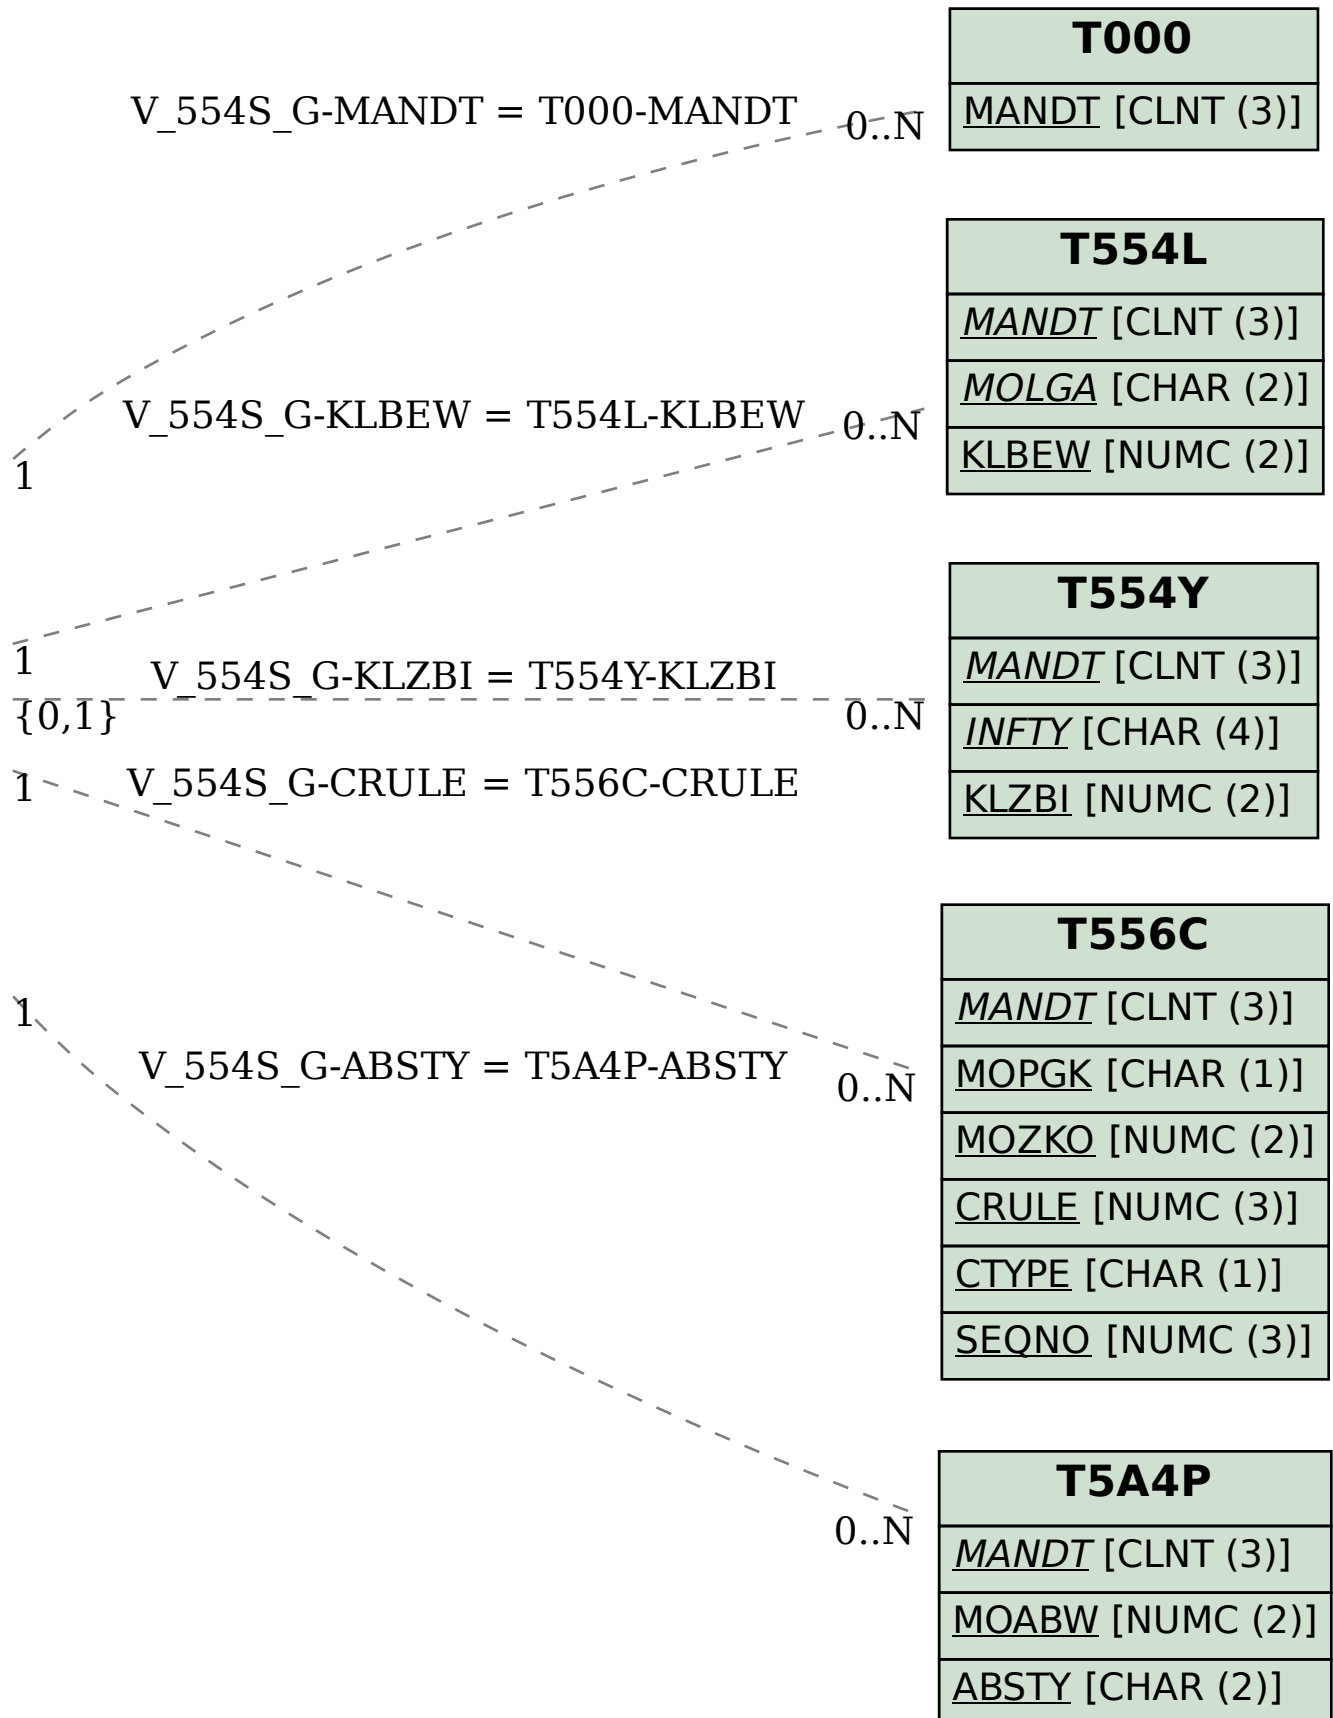 T000
V_554S_G-MANDT = T000-MANDT
0..N
MANDT [CLNT (3)]
T554L
MANDT [CLNT (3)]
MOLGA [CHAR (2)]
V_554S_G-KLBEW = T554L-KLBEW
0..N
KLBEW [NUMC (2)]
1
T554Y
1
V_554S_G-KLZBI = T554Y-KLZBI
MANDT [CLNT (3)]
{0,1}
0..N
INFTY [CHAR (4)]
1
V_554S_G-CRULE = T556C-CRULE
KLZBI [NUMC (2)]
T556C
MANDT [CLNT (3)]
1
V_554S_G-ABSTY = T5A4P-ABSTY
0..N
MOPGK [CHAR (1)]
MOZKO [NUMC (2)]
CRULE [NUMC (3)]
CTYPE [CHAR (1)]
SEQNO [NUMC (3)]
T5A4P
0..N
MANDT [CLNT (3)]
MOABW [NUMC (2)]
ABSTY [CHAR (2)]